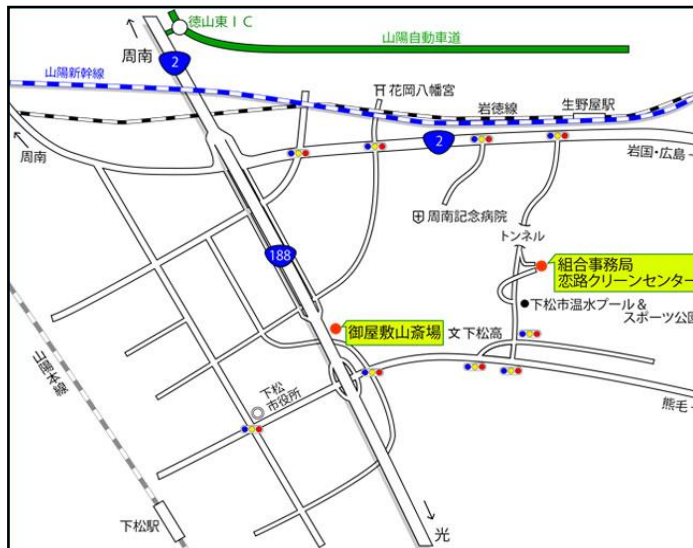 徳山東ＩＣ
周南
山陽自動車道
2
山陽新幹線
花岡八幡宮
岩徳線
生野屋駅
2
周南
岩国・広島
周南記念病院
トンネル
188
組合事務局
恋路クリーンセンター
下松市温水プール＆
スポーツ公園
御屋敷山斎場
文下松高
山陽本線
下松
市役所
熊毛
下松駅
光